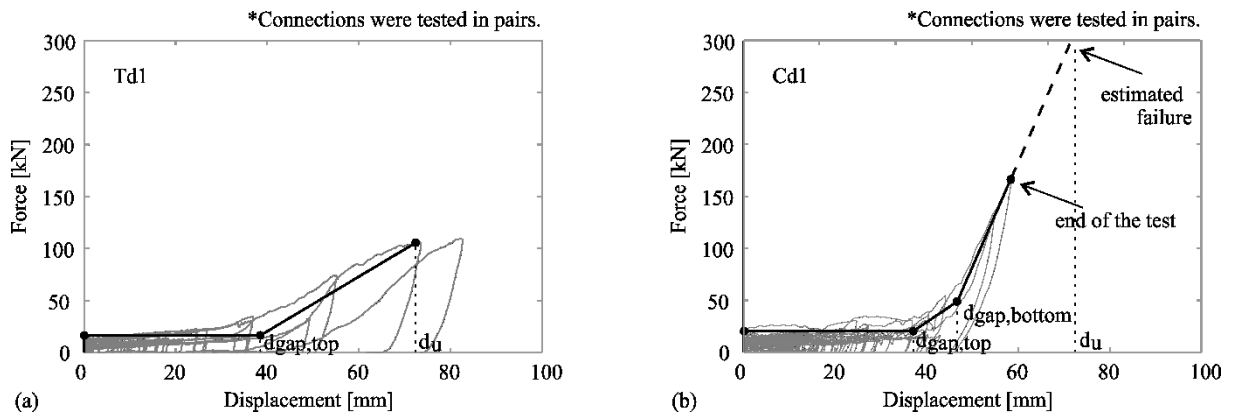 *Connections were tested in pairs.
300
250
200
150
100
50
0
Force [kN]
Td1
dgap,top
du
0
20
40
60
80
100
Displacement [mm]
(a)
*Connections were tested in pairs.
300
250
200
150
100
50
0
Force [kN]
Cd1
estimated
failure
end of the test
dgap,bottom
dgap,top
du
0
20
40
60
80
100
Displacement [mm]
(b)